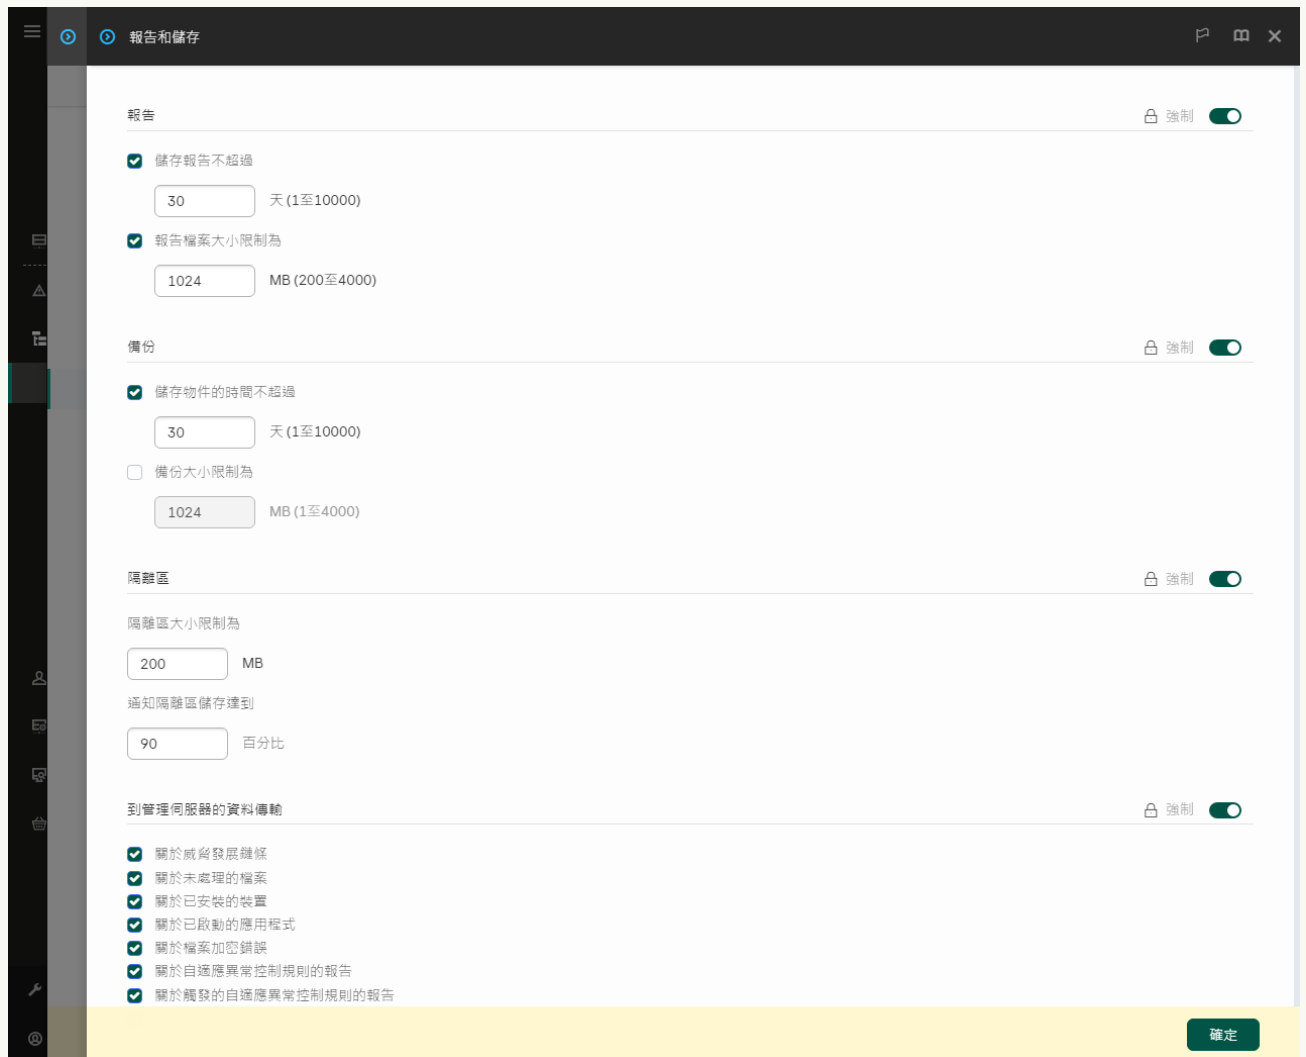 報告和儲存
報告
強制
儲存報告不超過
30 天 (1至10000)
報告檔案大小限制為
1024 MB (200至4000)
備份
強制
儲存物件的時間不超過
30 天 (1至10000)
備份大小限制為
1024 MB (1至4000)
隔離區
強制
隔離區大小限制為
200 MB
通知隔離區儲存達到
90 百分比
到管理伺服器的資料傳輸
強制
關於威脅發展鏈條
關於未處理的檔案
關於已安裝的裝置
關於已啟動的應用程式
關於檔案加密錯誤
關於自適應異常控制規則的報告
關於觸發的自適應異常控制規則的報告
確定